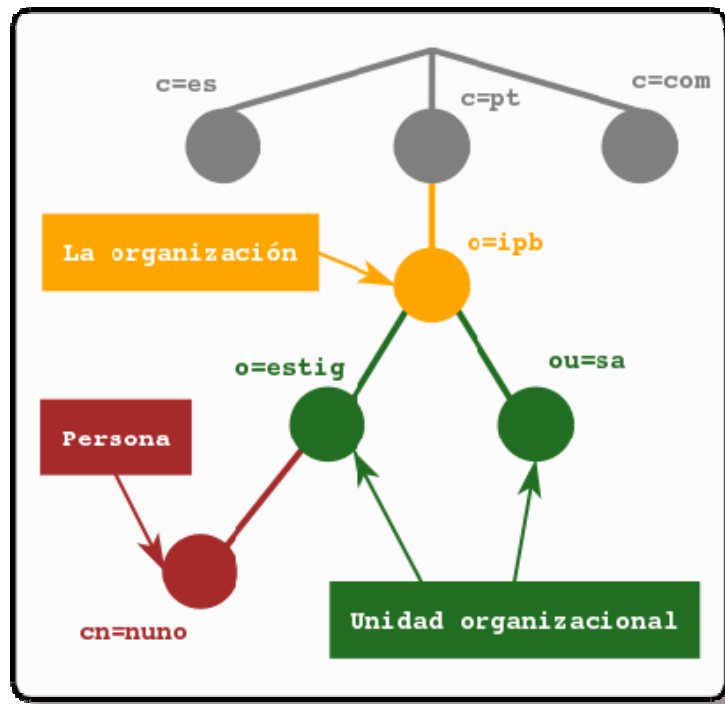 c=es
c=pt
c=com
La organización
o=ipb
o=estig
ou=sa
Persona
cn=nuno
Unidad organizacional